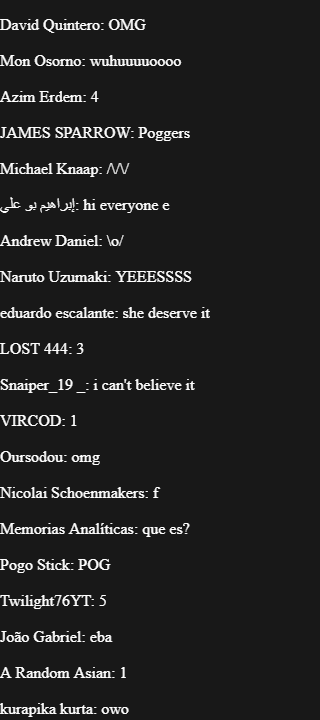 David Quintero: OMG
Mon Osorno: wuhuuuuoooo
Azim Erdem: 4
JAMES SPARROW: Poggers
Michael Knaap: /\/\/
إبراهيم بو علي: hi everyone e
Andrew Daniel: \o/
Naruto Uzumaki: YEEESSSS
eduardo escalante: she deserve it
LOST 444: 3
Snaiper_19 _: i can't believe it
VIRCOD: 1
Oursodou: omg
Nicolai Schoenmakers: f
Memorias Analíticas: que es?
Pogo Stick: POG
Twilight76YT: 5
João Gabriel: eba
A Random Asian: 1
kurapika kurta: owo